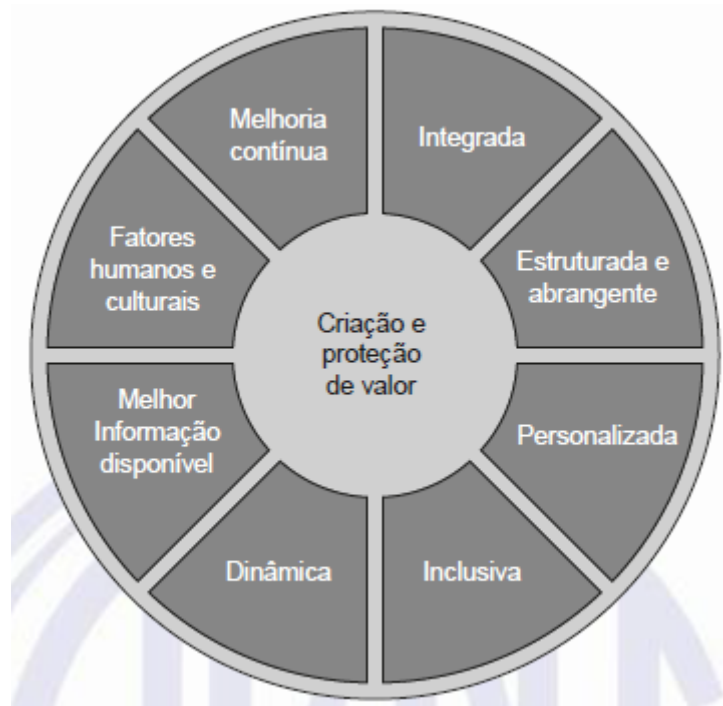 Melhoria
contínua
Integrada
Fatores
humanos e
culturais
Estruturada e
abrangente
Criação e
proteção
de valor
Melhor
Informação
disponível
Personalizada
Dinâmica
Inclusiva